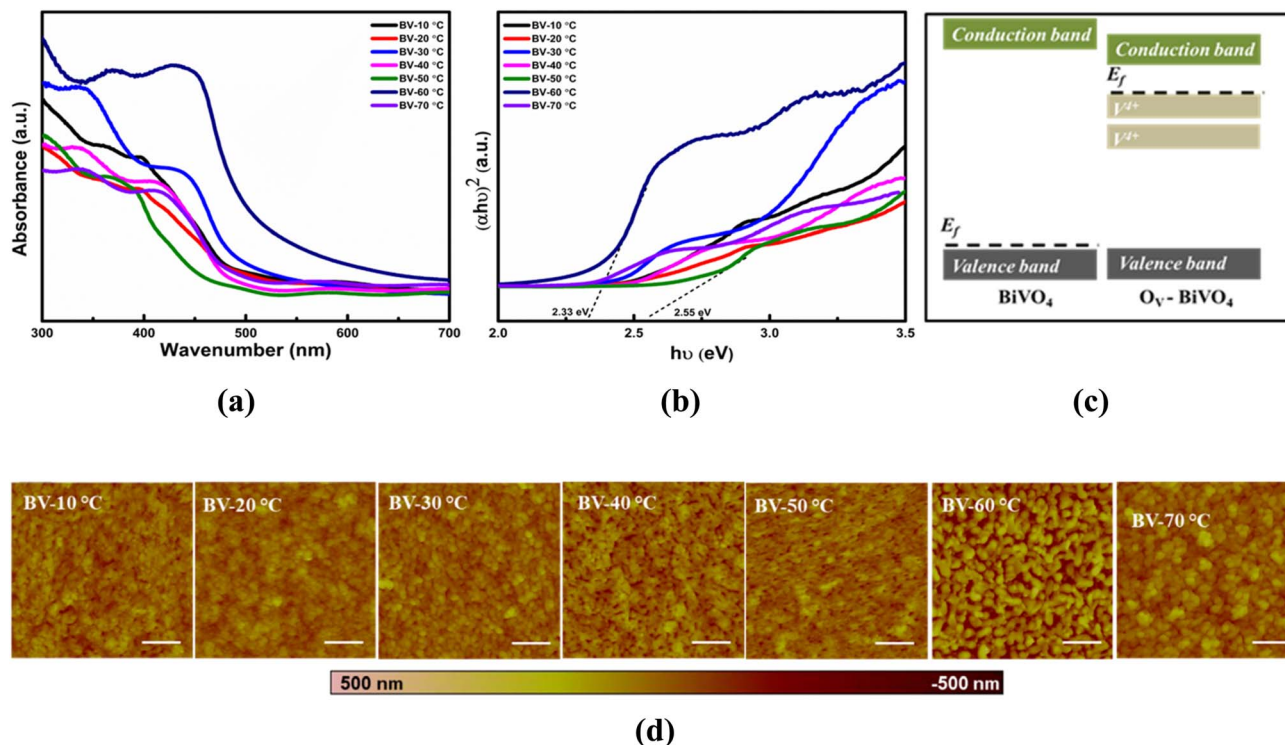 BV-10 °C
BV-20 °C
BV-30 °C
BV-40 °C
BV-50 °C
BV-60 °C
BV-70 °C
Absorbance (a.u.)
300 400 500 600 700
Wavenumber (nm)
(a)
BV-10 °C
BV-20 °C
BV-30 °C
BV-40 °C
BV-50 °C
BV-60 °C
BV-70 °C
(αhυ)² (a.u.)
2.33 eV 2.55 eV
2.0 2.5 3.0 3.5
hυ (eV)
(b)
Conduction band
Conduction band
E_f
V⁴⁺
V⁴⁺
E_f
Valence band
Valence band
BiVO₄
O_V - BiVO₄
(c)
BV-10 °C
BV-20 °C
BV-30 °C
BV-40 °C
BV-50 °C
BV-60 °C
BV-70 °C
500 nm -500 nm
(d)